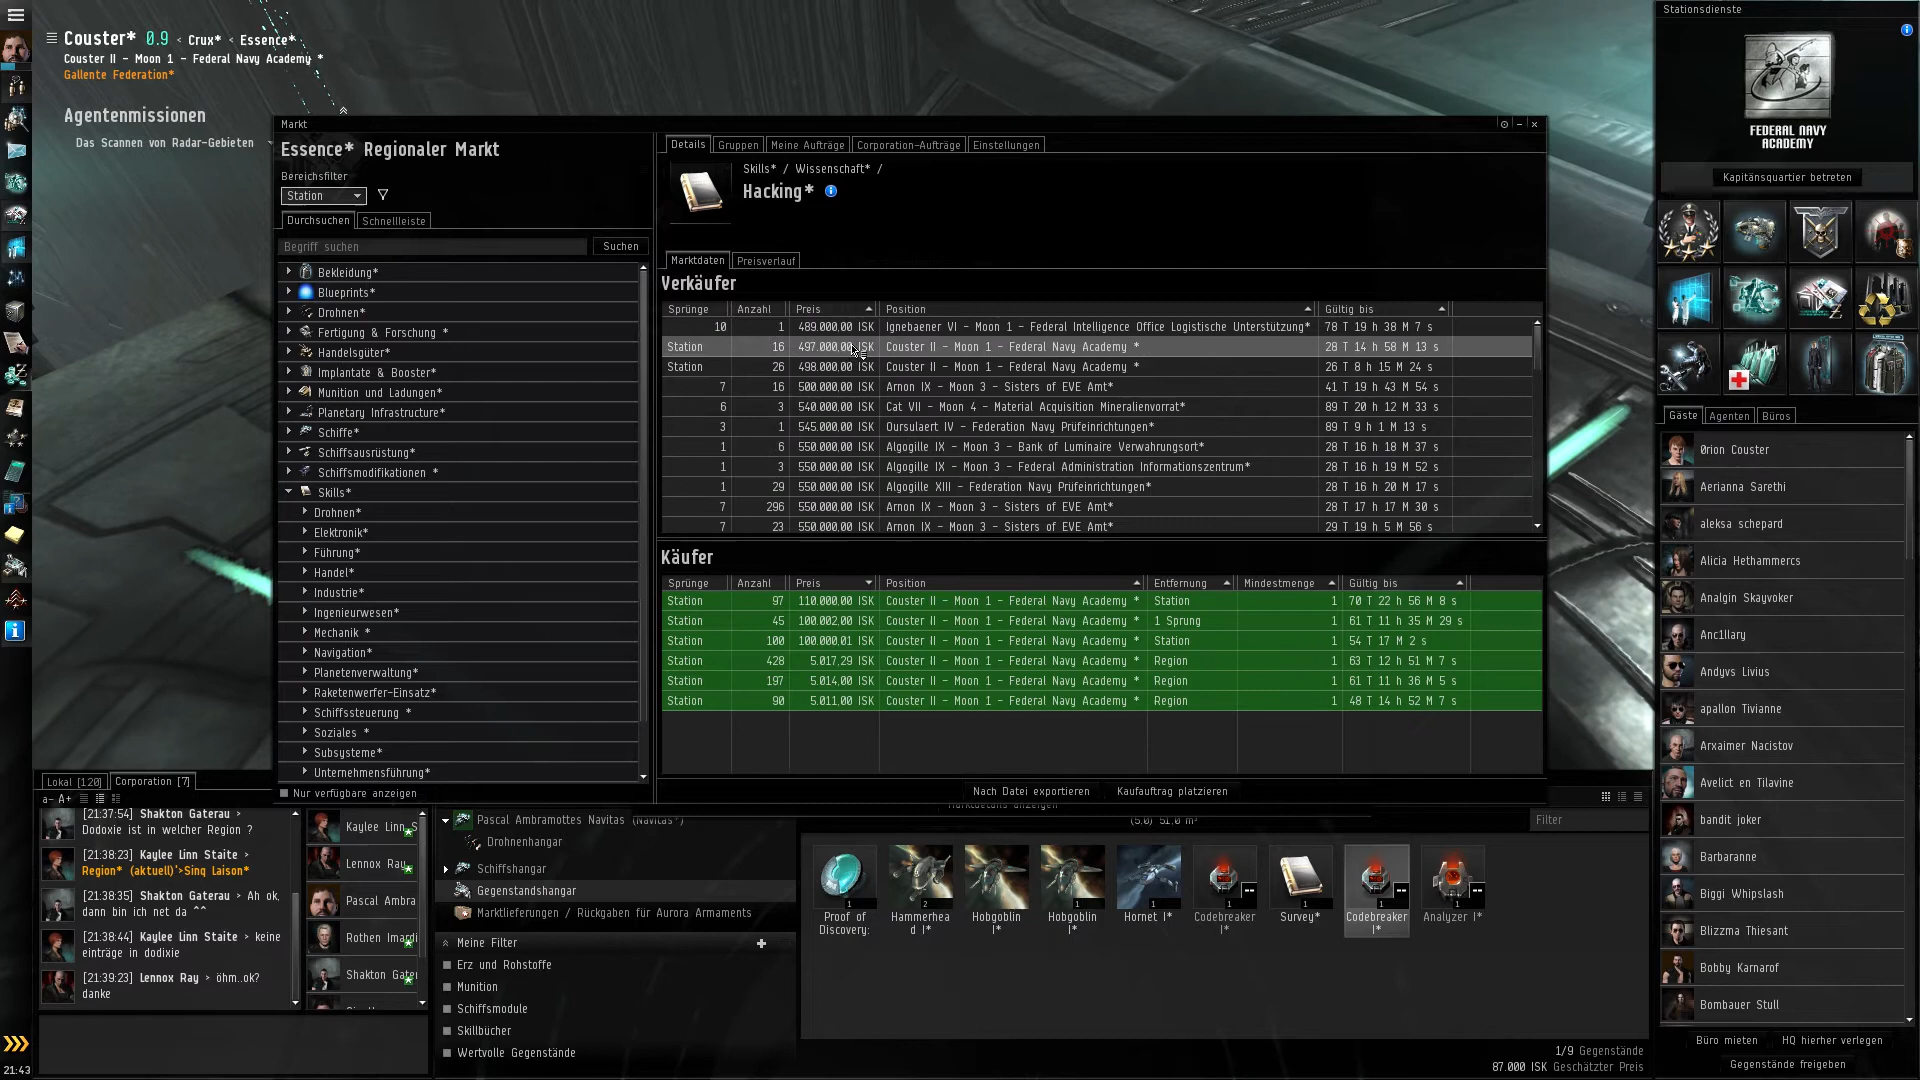 Couster* 0.9 < Crux* < Essence*
Couster II - Moon 1 - Federal Navy Academy *
Gallente Federation*
Agentenmissionen
Das Scannen von Radar-Gebieten
Markt
Essence* Regionaler Markt
Bereichsfilter
Station
Durchsuchen Schnellleiste
Begriff suchen Suchen
Bekleidung*
Blueprints*
Drohnen*
Fertigung & Forschung *
Handelsgüter*
Implantate & Booster*
Munition und Ladungen*
Planetary Infrastructure*
Schiffe*
Schiffsausrüstung*
Schiffsmodifikationen *
Skills*
Drohnen*
Elektronik*
Führung*
Handel*
Industrie*
Ingenieurwesen*
Mechanik *
Navigation*
Planetenverwaltung*
Raketenwerfer-Einsatz*
Schiffssteuerung *
Soziales *
Subsysteme*
Unternehmensführung*
Nur verfügbare anzeigen
Details Gruppen Meine Aufträge Corporation-Aufträge Einstellungen
Skills* / Wissenschaft* /
Hacking*
Marktdaten Preisverlauf
Verkäufer
Sprünge Anzahl Preis Position Gültig bis
10 1 489.000,00 ISK Ignebaener VI - Moon 1 - Federal Intelligence Office Logistische Unterstützung* 78 T 19 h 38 M 7 s
Station 16 497.000,00 ISK Couster II - Moon 1 - Federal Navy Academy * 28 T 14 h 58 M 13 s
Station 26 498.000,00 ISK Couster II - Moon 1 - Federal Navy Academy * 26 T 8 h 15 M 24 s
7 16 500.000,00 ISK Arnon IX - Moon 3 - Sisters of EVE Amt* 41 T 19 h 43 M 54 s
6 3 540.000,00 ISK Cat VII - Moon 4 - Material Acquisition Mineralienvorrat* 89 T 20 h 12 M 33 s
3 1 545.000,00 ISK Oursulaert IV - Federation Navy Prüfeinrichtungen* 89 T 9 h 1 M 13 s
1 6 550.000,00 ISK Algogille IX - Moon 3 - Bank of Luminaire Verwahrungsort* 28 T 16 h 18 M 37 s
1 3 550.000,00 ISK Algogille IX - Moon 3 - Federal Administration Informationszentrum* 28 T 16 h 19 M 52 s
1 29 550.000,00 ISK Algogille XIII - Federation Navy Prüfeinrichtungen* 28 T 16 h 20 M 17 s
7 296 550.000,00 ISK Arnon IX - Moon 3 - Sisters of EVE Amt* 28 T 17 h 17 M 30 s
7 23 550.000,00 ISK Arnon IX - Moon 3 - Sisters of EVE Amt* 29 T 19 h 5 M 56 s
Käufer
Sprünge Anzahl Preis Position Entfernung Mindestmenge Gültig bis
Station 97 110.000,00 ISK Couster II - Moon 1 - Federal Navy Academy * Station 1 70 T 22 h 56 M 8 s
Station 45 100.002,00 ISK Couster II - Moon 1 - Federal Navy Academy * 1 Sprung 1 61 T 11 h 35 M 29 s
Station 100 100.000,01 ISK Couster II - Moon 1 - Federal Navy Academy * Station 1 54 T 17 M 2 s
Station 428 5.017,29 ISK Couster II - Moon 1 - Federal Navy Academy * Region 1 63 T 12 h 51 M 7 s
Station 197 5.014,00 ISK Couster II - Moon 1 - Federal Navy Academy * Region 1 61 T 11 h 36 M 5 s
Station 90 5.011,00 ISK Couster II - Moon 1 - Federal Navy Academy * Region 1 48 T 14 h 52 M 7 s
Nach Datei exportieren Kaufauftrag platzieren
Lokal [120] Corporation [7]
a- A+
[21:37:54] Shakton Gaterau >
Dodoxie ist in welcher Region ?
[21:38:23] Kaylee Linn Staite >
Region* (aktuell)'>Sinq Laison*
[21:38:35] Shakton Gaterau > Ah ok,
dann bin ich net da ^^
[21:38:44] Kaylee Linn Staite > keine
einträge in dodixie
[21:39:23] Lennox Ray > öhm..ok?
danke
Kaylee Linn S
Lennox Ray
Pascal Ambra
Rothen Imardi
Shakton Gate
Pascal Ambramottes Navitas (Navitas*)
Drohnenhangar
Schiffshangar
Gegenstandshangar
Marktlieferungen / Rückgaben für Aurora Armaments
Meine Filter
Erz und Rohstoffe
Munition
Schiffsmodule
Skillbücher
Wertvolle Gegenstände
Marktdetails anzeigen
(5,0) 51,0 m³
Filter
1 2 1 1 1 1 1 1 1
Proof of Discovery:
Hammerhea d I*
Hobgoblin I*
Hobgoblin I*
Hornet I*
Codebreaker I*
Survey*
Codebreaker I*
Analyzer I*
1/9 Gegenstände
87.000 ISK Geschätzter Preis
Stationsdienste
FEDERAL NAVY
ACADEMY
Kapitänsquartier betreten
Gäste Agenten Büros
0rion Couster
Aerianna Sarethi
aleksa schepard
Alicia Hethammercs
Analgin Skayvoker
Anc1llary
Andyvs Livius
apallon Tivianne
Arxaimer Nacistov
Avelict en Tilavine
bandit joker
Barbaranne
Biggi Whipslash
Blizzma Thiesant
Bobby Karnarof
Bombauer Stull
Büro mieten HQ hierher verlegen
Gegenstände freigeben
21:43